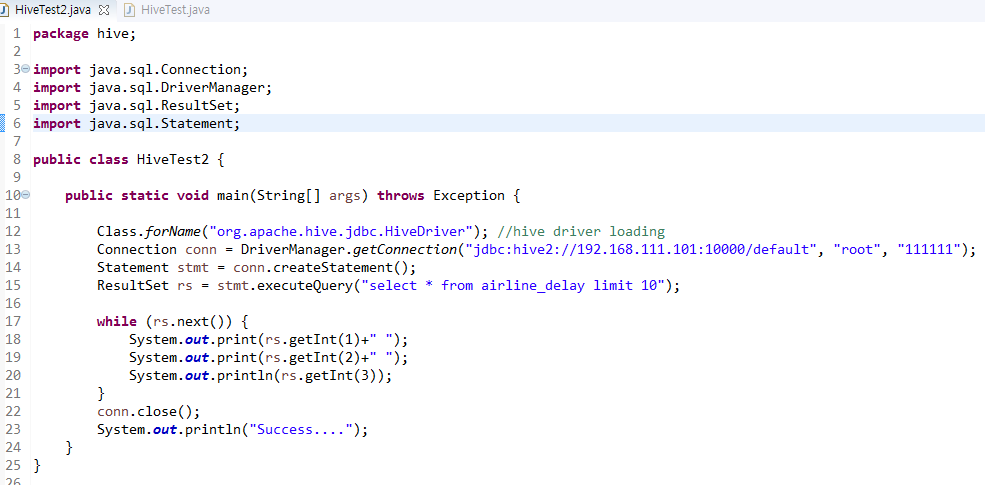 HiveTest2.java HiveTest.java
1 package hive;
2
3 import java.sql.Connection;
4 import java.sql.DriverManager;
5 import java.sql.ResultSet;
6 import java.sql.Statement;
7
8 public class HiveTest2 {
9
10 public static void main(String[] args) throws Exception {
11
12 Class.forName("org.apache.hive.jdbc.HiveDriver"); //hive driver loading
13 Connection conn = DriverManager.getConnection("jdbc:hive2://192.168.111.101:10000/default", "root", "111111");
14 Statement stmt = conn.createStatement();
15 ResultSet rs = stmt.executeQuery("select * from airline_delay limit 10");
16
17 while (rs.next()) {
18 System.out.print(rs.getInt(1)+" ");
19 System.out.print(rs.getInt(2)+" ");
20 System.out.println(rs.getInt(3));
21 }
22 conn.close();
23 System.out.println("Success....");
24 }
25 }
26